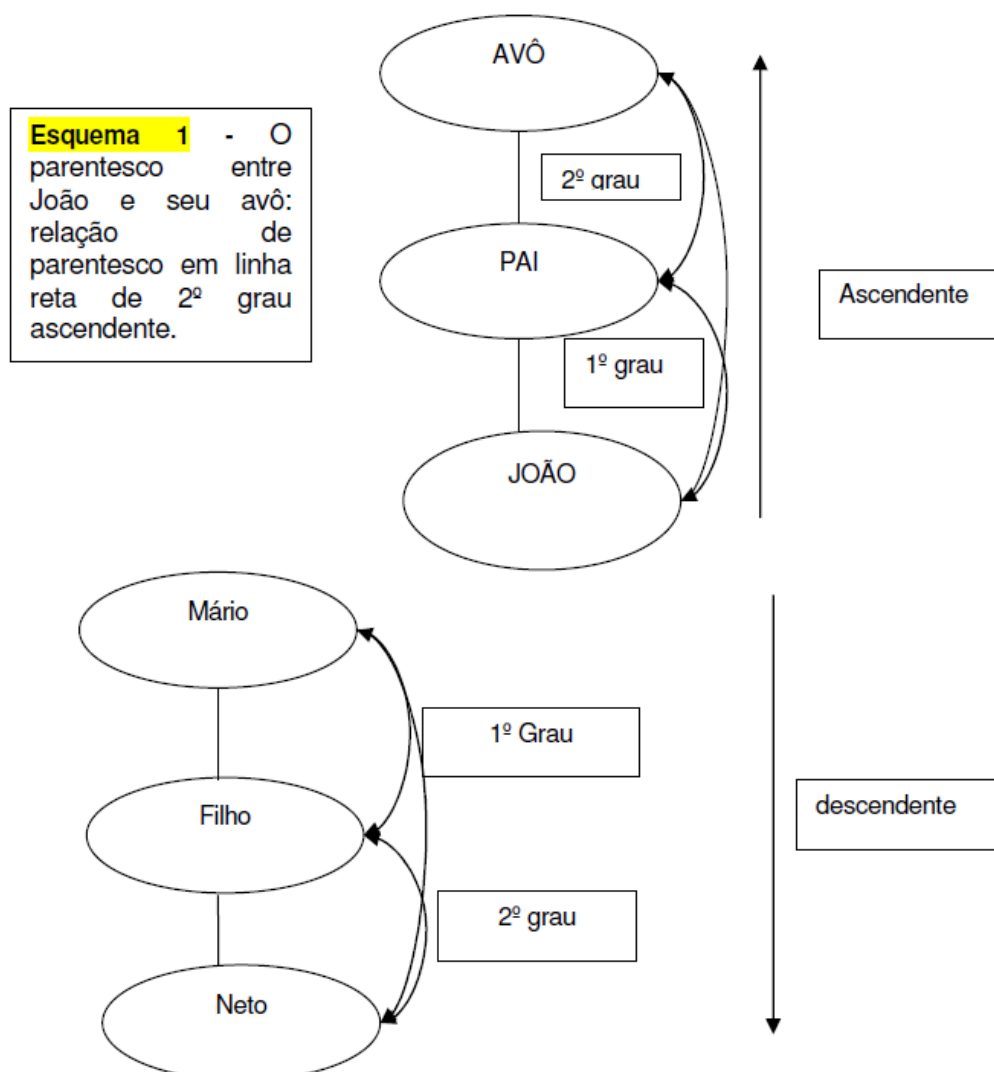 AVÔ
Esquema 1 - O
parentesco entre
João e seu avô:
relação de
parentesco em linha
reta de 2º grau
ascendente.
2º grau
PAI
Ascendente
1º grau
JOÃO
Mário
1º Grau
Filho
descendente
2º grau
Neto